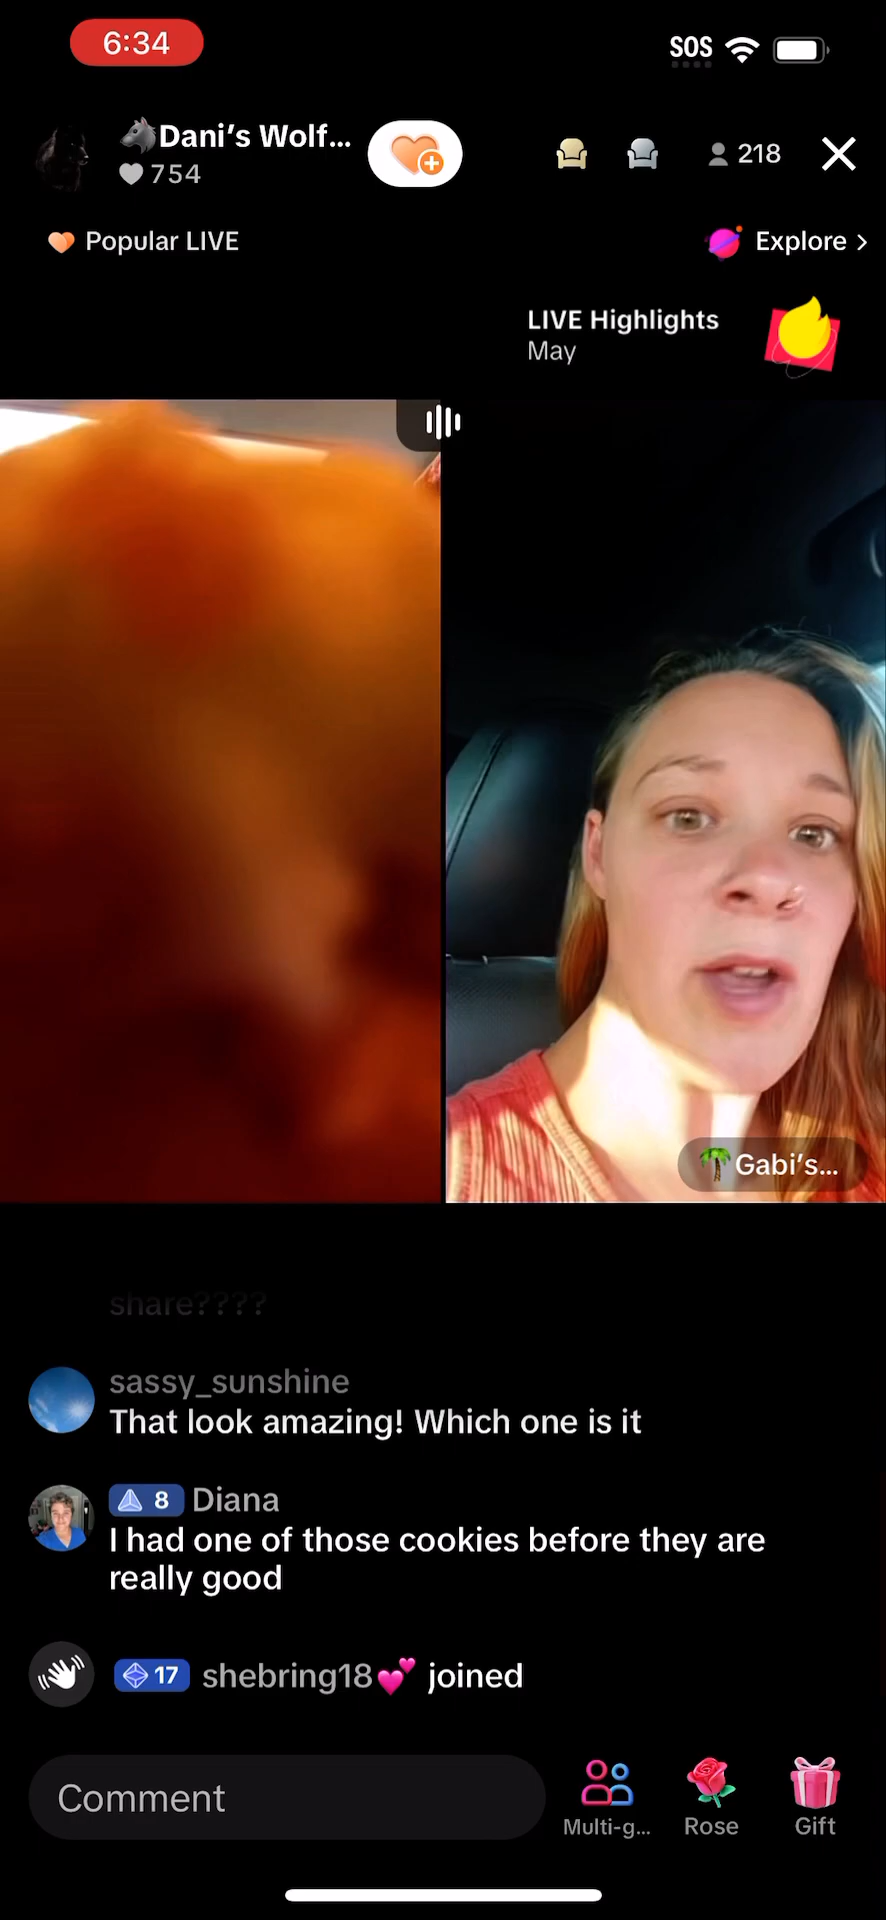 6:34
SOS
🐺Dani's Wolf...
754
218
Popular LIVE
Explore >
LIVE Highlights
May
🌴Gabi's...
share????
sassy_sunshine
That look amazing! Which one is it
8 Diana
I had one of those cookies before they are
really good
17 shebring18💕 joined
Comment
Multi-g...
Rose
Gift